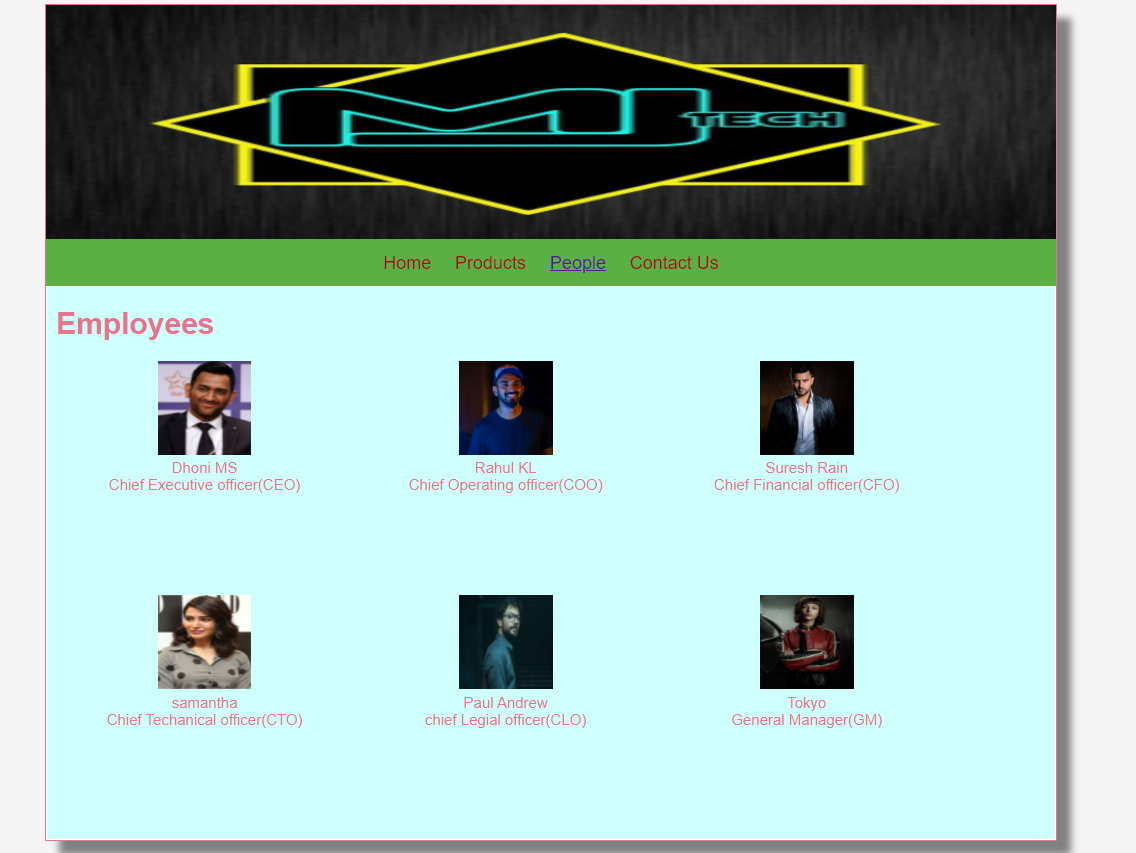 MJ TECH
Home Products People Contact Us
Employees
Dhoni MS
Chief Executive officer(CEO)
Rahul KL
Chief Operating officer(COO)
Suresh Rain
Chief Financial officer(CFO)
samantha
Chief Techanical officer(CTO)
Paul Andrew
chief Legial officer(CLO)
Tokyo
General Manager(GM)